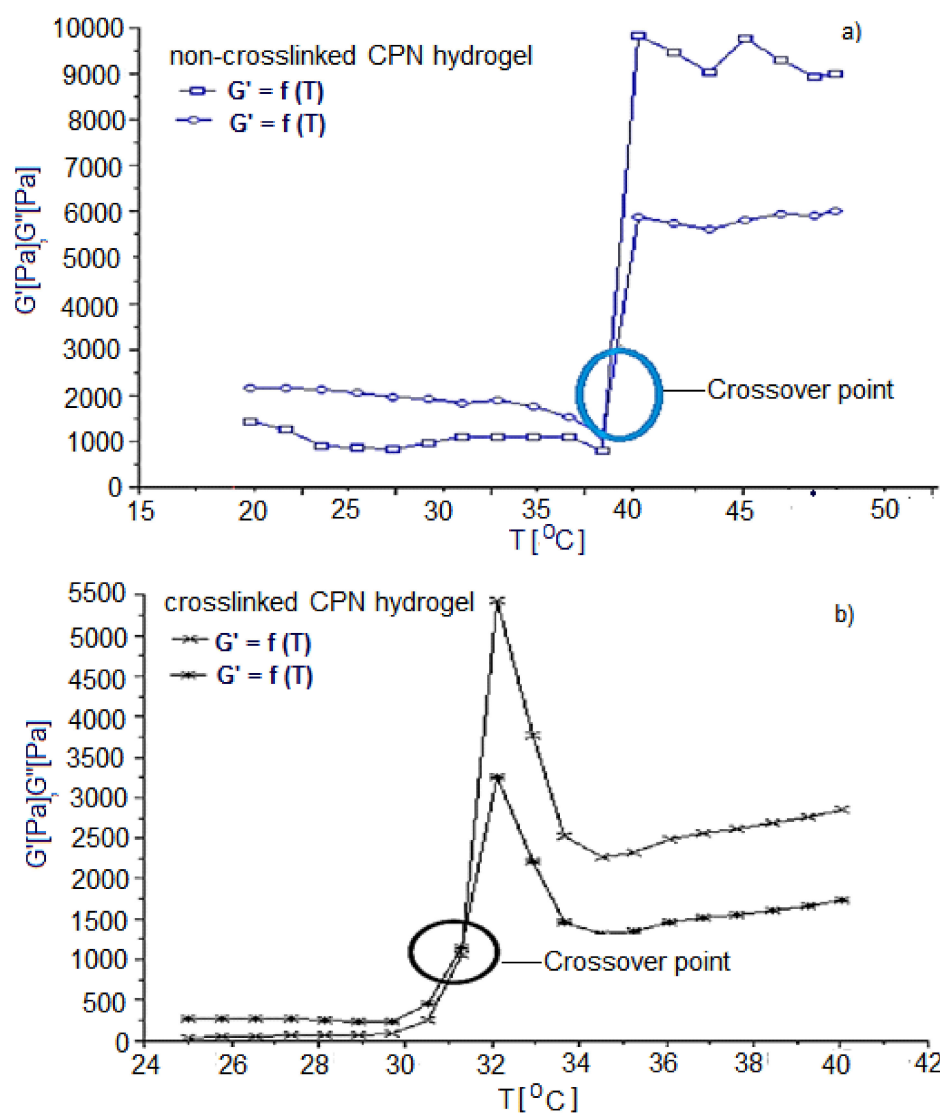 10000
9000
8000
7000
6000
5000
4000
3000
2000
1000
0
G'[Pa],G"[Pa]
a)
non-crosslinked CPN hydrogel
G' = f (T)
G' = f (T)
Crossover point
15 20 25 30 35 40 45 50
T [⁰C]
5500
5000
4500
4000
3500
3000
2500
2000
1500
1000
500
0
G'[Pa]G"[Pa]
b)
crosslinked CPN hydrogel
G' = f (T)
G' = f (T)
Crossover point
24 26 28 30 32 34 36 38 40 42
T [⁰C]